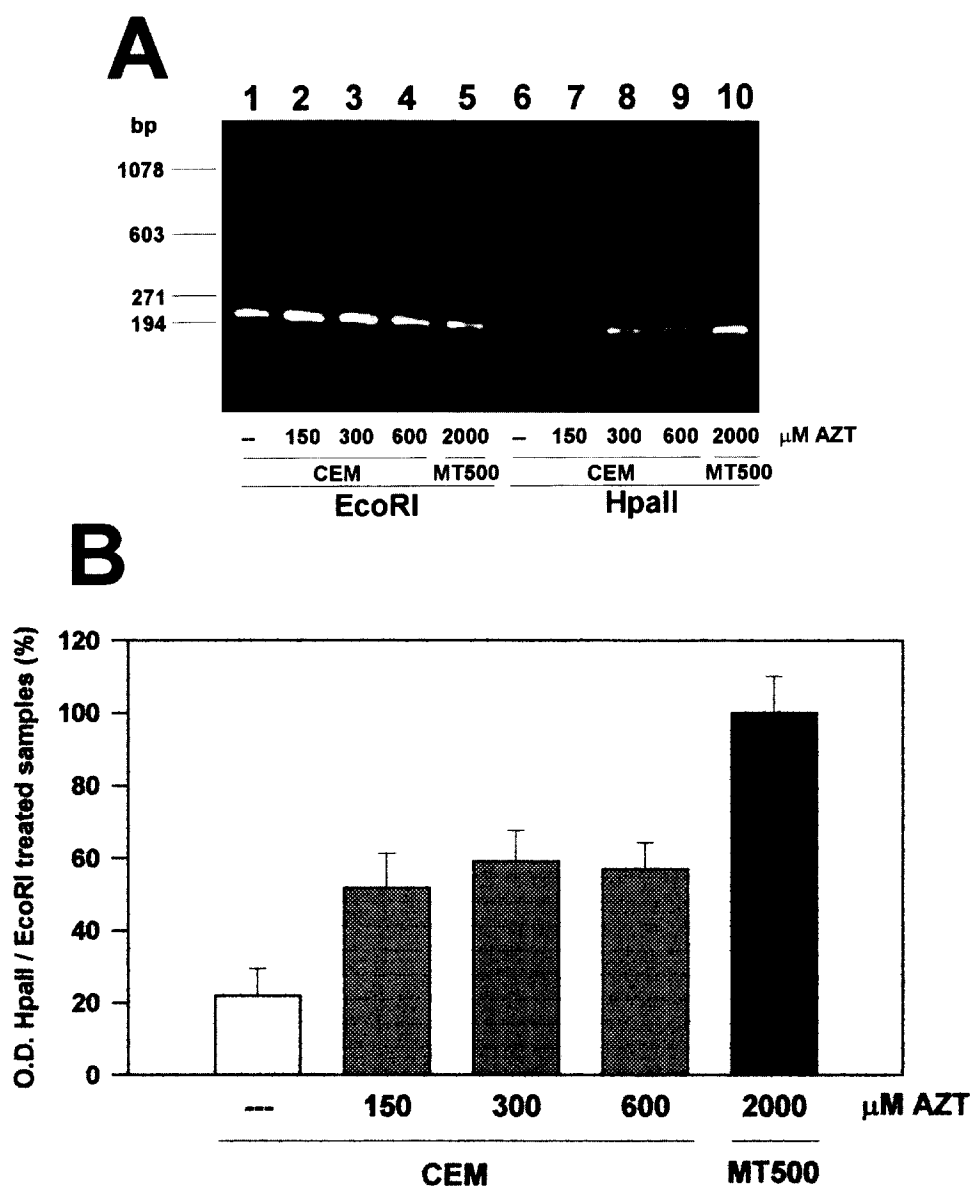 A
1 2 3 4 5 6 7 8 9 10
bp
1078
603
271
194
-- 150 300 600 2000 -- 150 300 600 2000 μM AZT
CEM MT500 CEM MT500
EcoRI HpaII
B
O.D. HpaII / EcoRI treated samples (%)
120
100
80
60
40
20
0
--- 150 300 600 2000 μM AZT
CEM MT500